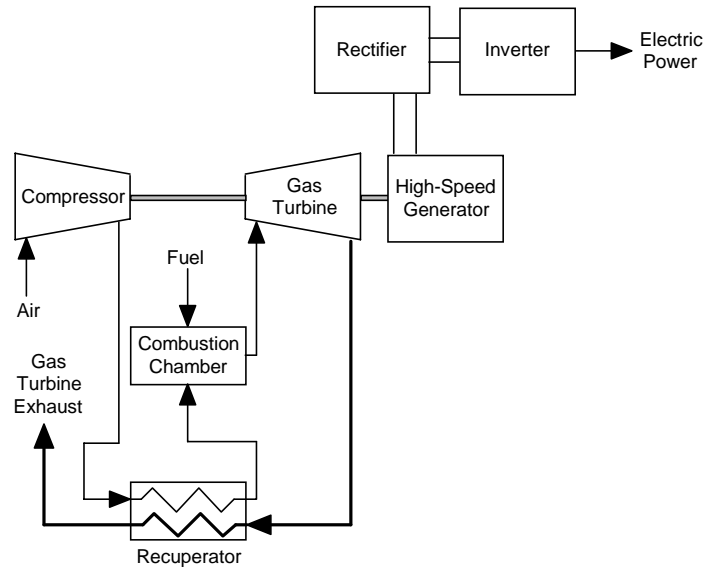 Rectifier
Inverter
Electric
Power
Compressor
Gas
Turbine
High-Speed
Generator
Air
Fuel
Combustion
Chamber
Gas
Turbine
Exhaust
Recuperator